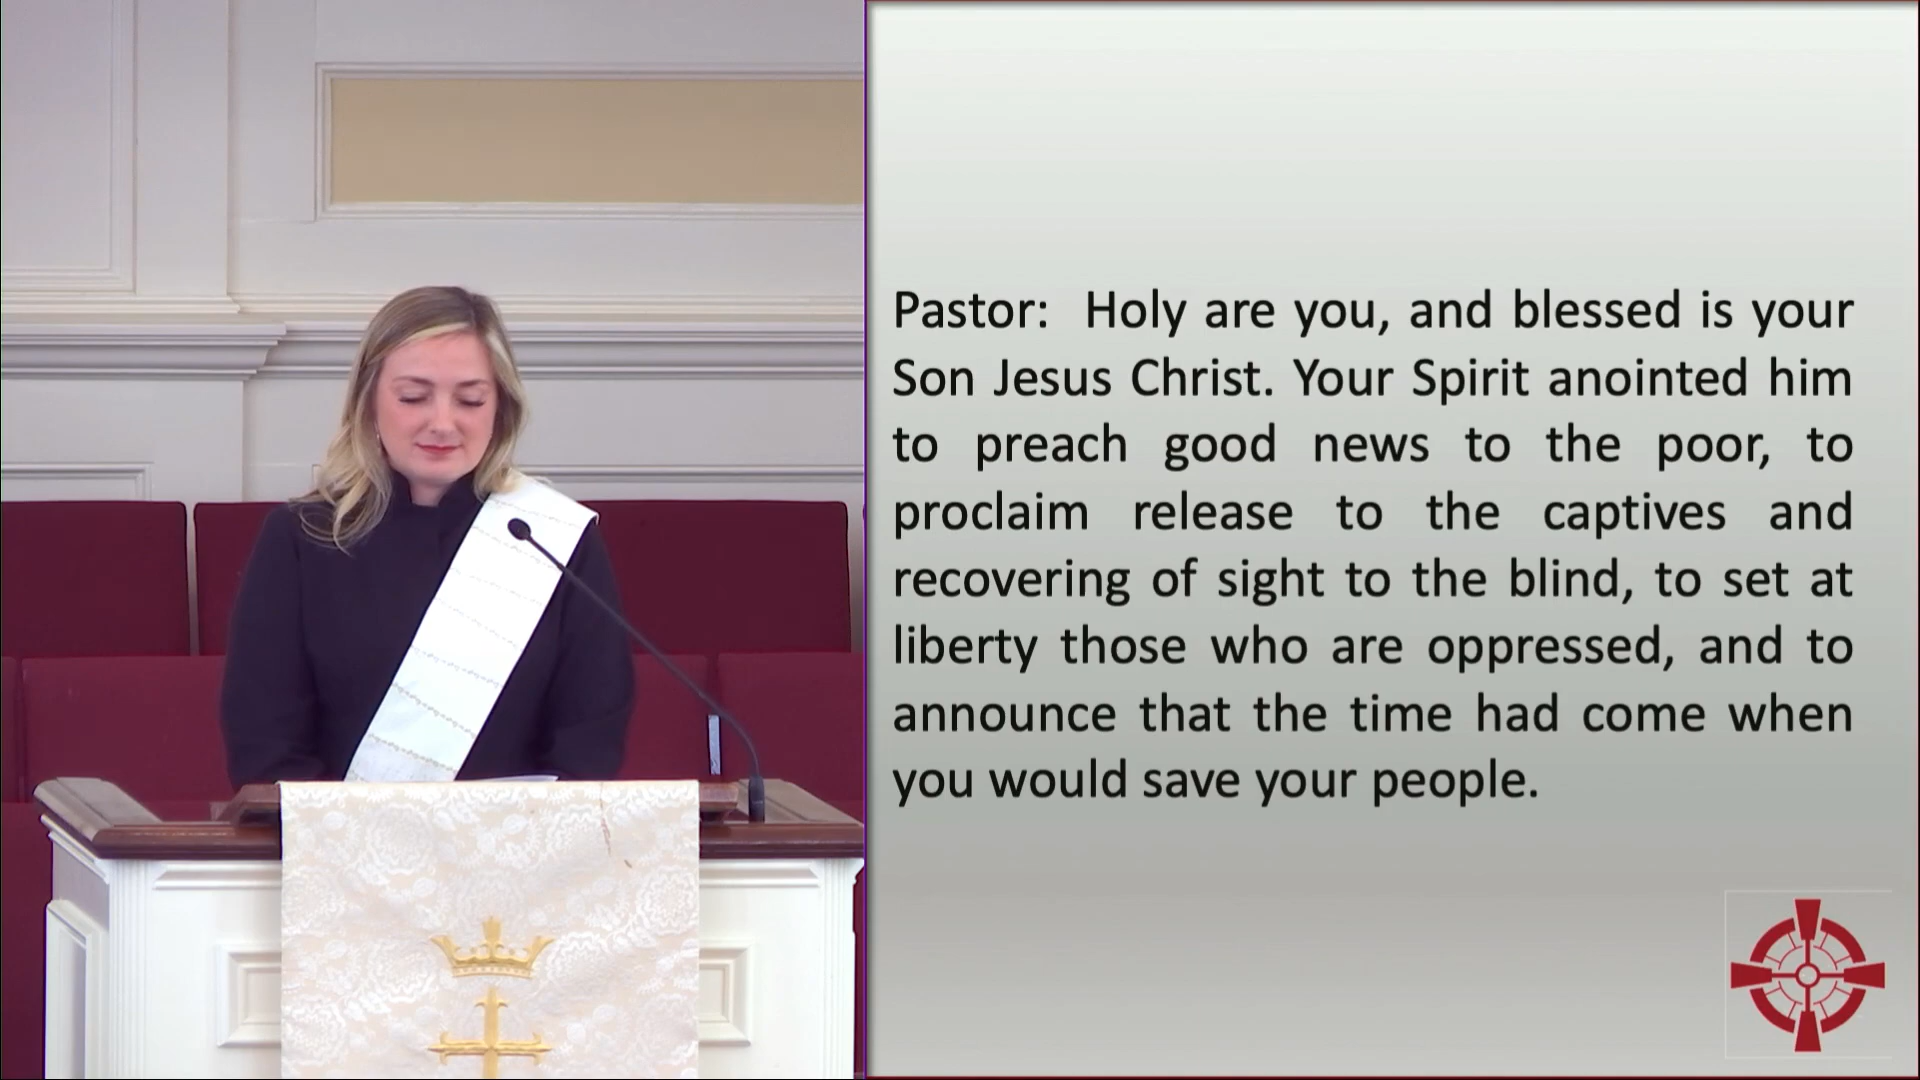 Pastor: Holy are you, and blessed is your
Son Jesus Christ. Your Spirit anointed him
to preach good news to the poor, to
proclaim release to the captives and
recovering of sight to the blind, to set at
liberty those who are oppressed, and to
announce that the time had come when
you would save your people.